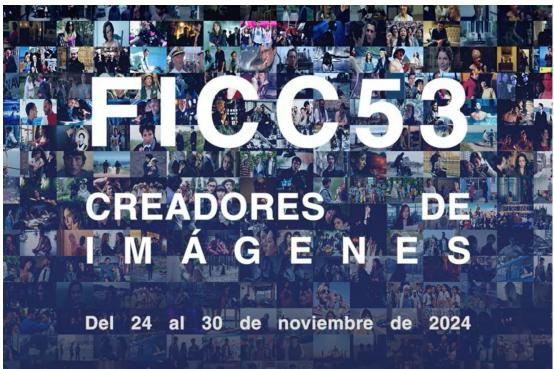 FICC53
CREADORES DE
IMÁGENES
Del 24 al 30 de noviembre de 2024